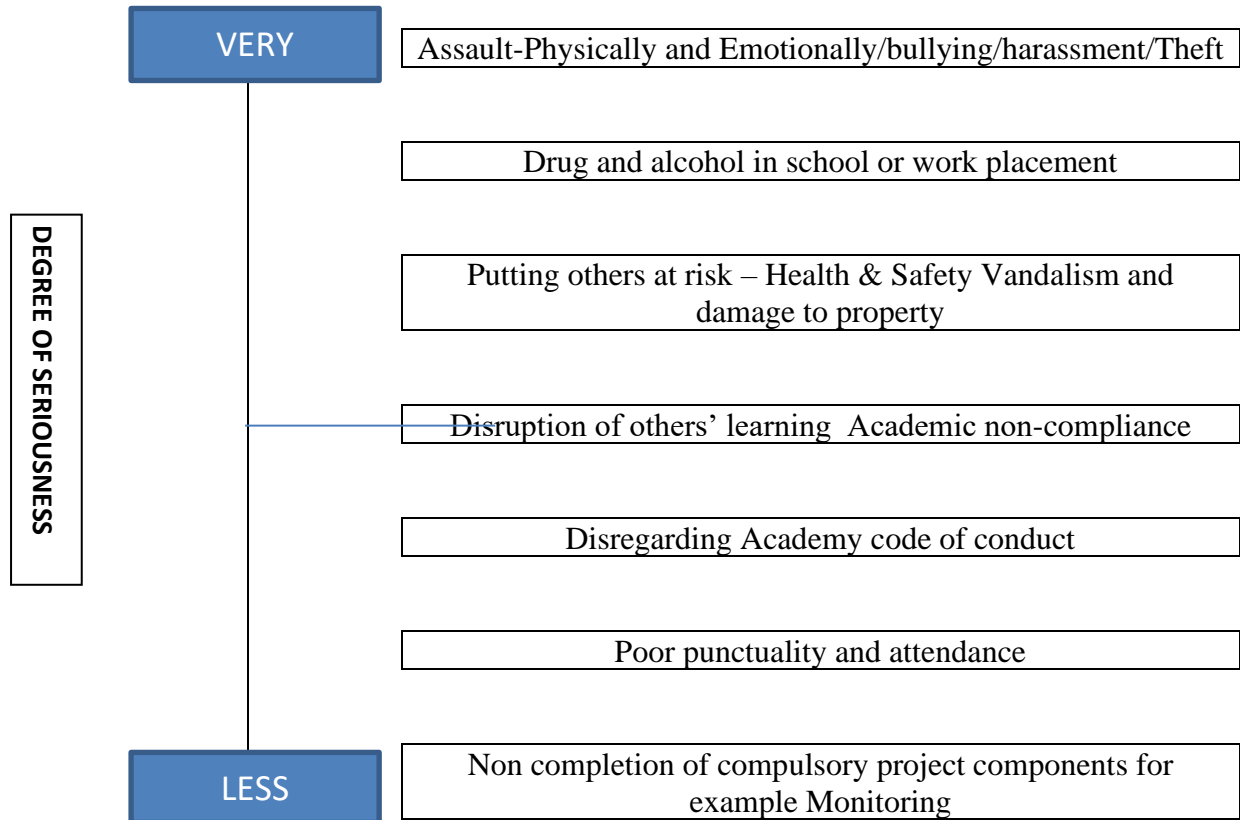 VERY
Assault-Physically and Emotionally/bullying/harassment/Theft
Drug and alcohol in school or work placement
DEGREE OF SERIOUSNESS
Putting others at risk – Health & Safety Vandalism and
damage to property
Disruption of others’ learning  Academic non-compliance
Disregarding Academy code of conduct
Poor punctuality and attendance
LESS
Non completion of compulsory project components for
example Monitoring